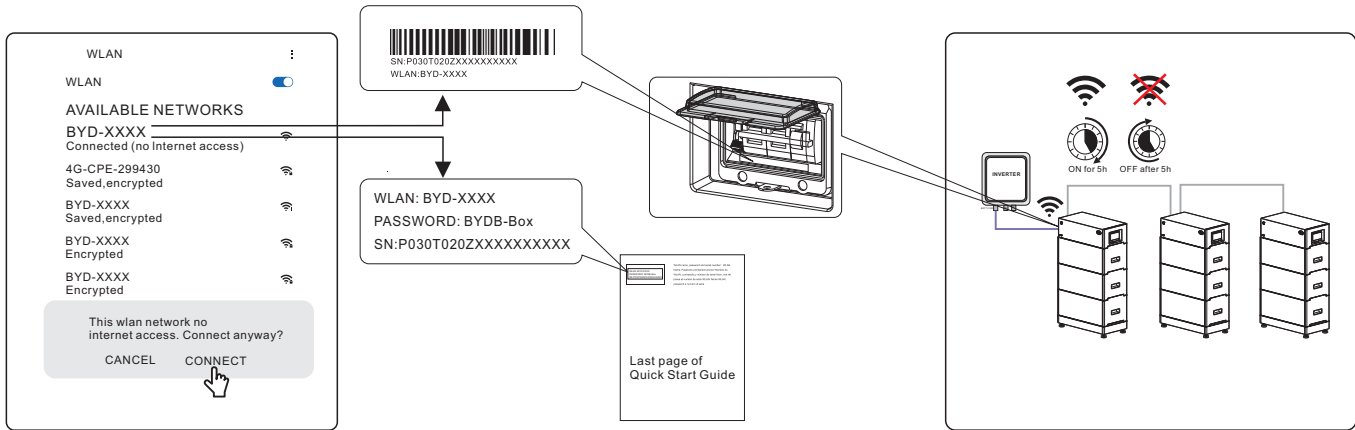 WLAN
WLAN
AVAILABLE NETWORKS
BYD-XXXX
Connected (no Internet access)
4G-CPE-299430
Saved,encrypted
BYD-XXXX
Saved,encrypted
BYD-XXXX
Encrypted
BYD-XXXX
Encrypted
This wlan network no
internet access. Connect anyway?
CANCEL CONNECT
SN:P030T020ZXXXXXXXXXX
WLAN:BYD-XXXX
WLAN: BYD-XXXX
PASSWORD: BYDB-Box
SN:P030T020ZXXXXXXXXXX
Last page of
Quick Start Guide
ON for 5h OFF after 5h
INVERTER